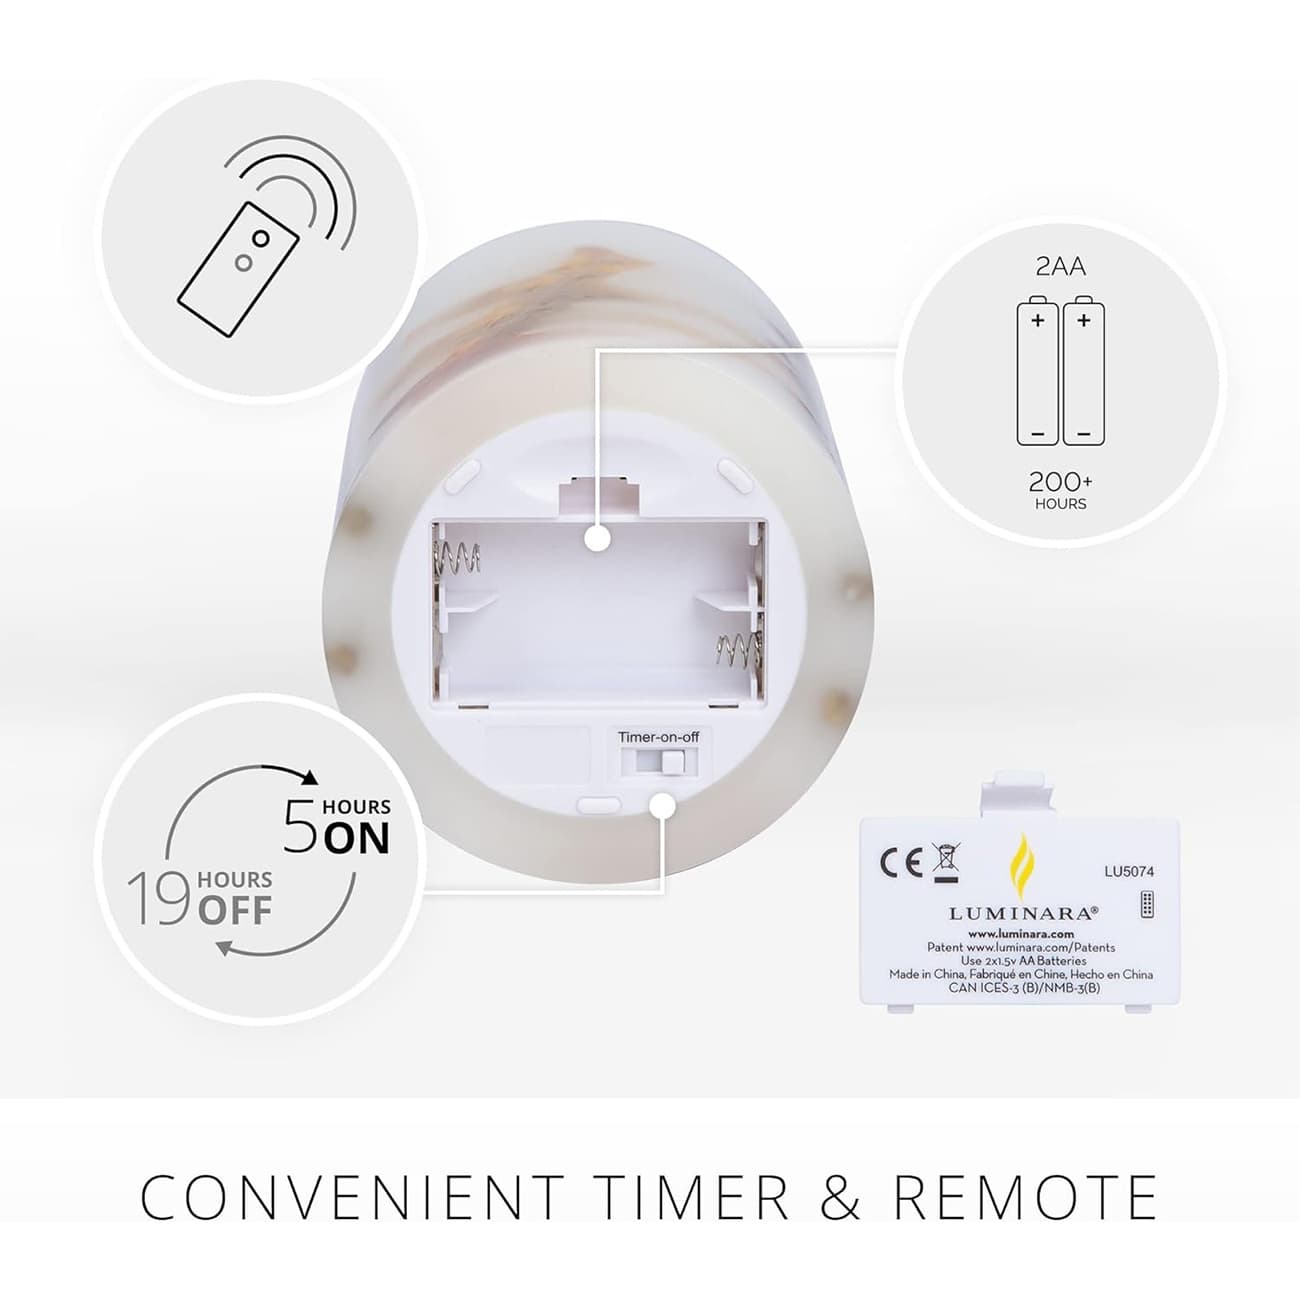 2AA
+ +
- -
200+
HOURS
Timer-on-off
5 HOURS
ON
19 HOURS
OFF
CE
LU5074
LUMINARA®
www.luminara.com
Patent www.luminara.com/Patents
Use 2x1.5v AA Batteries
Made in China, Fabriqué en Chine, Hecho en China
CAN ICES-3 (B)/NMB-3(B)
CONVENIENT TIMER & REMOTE